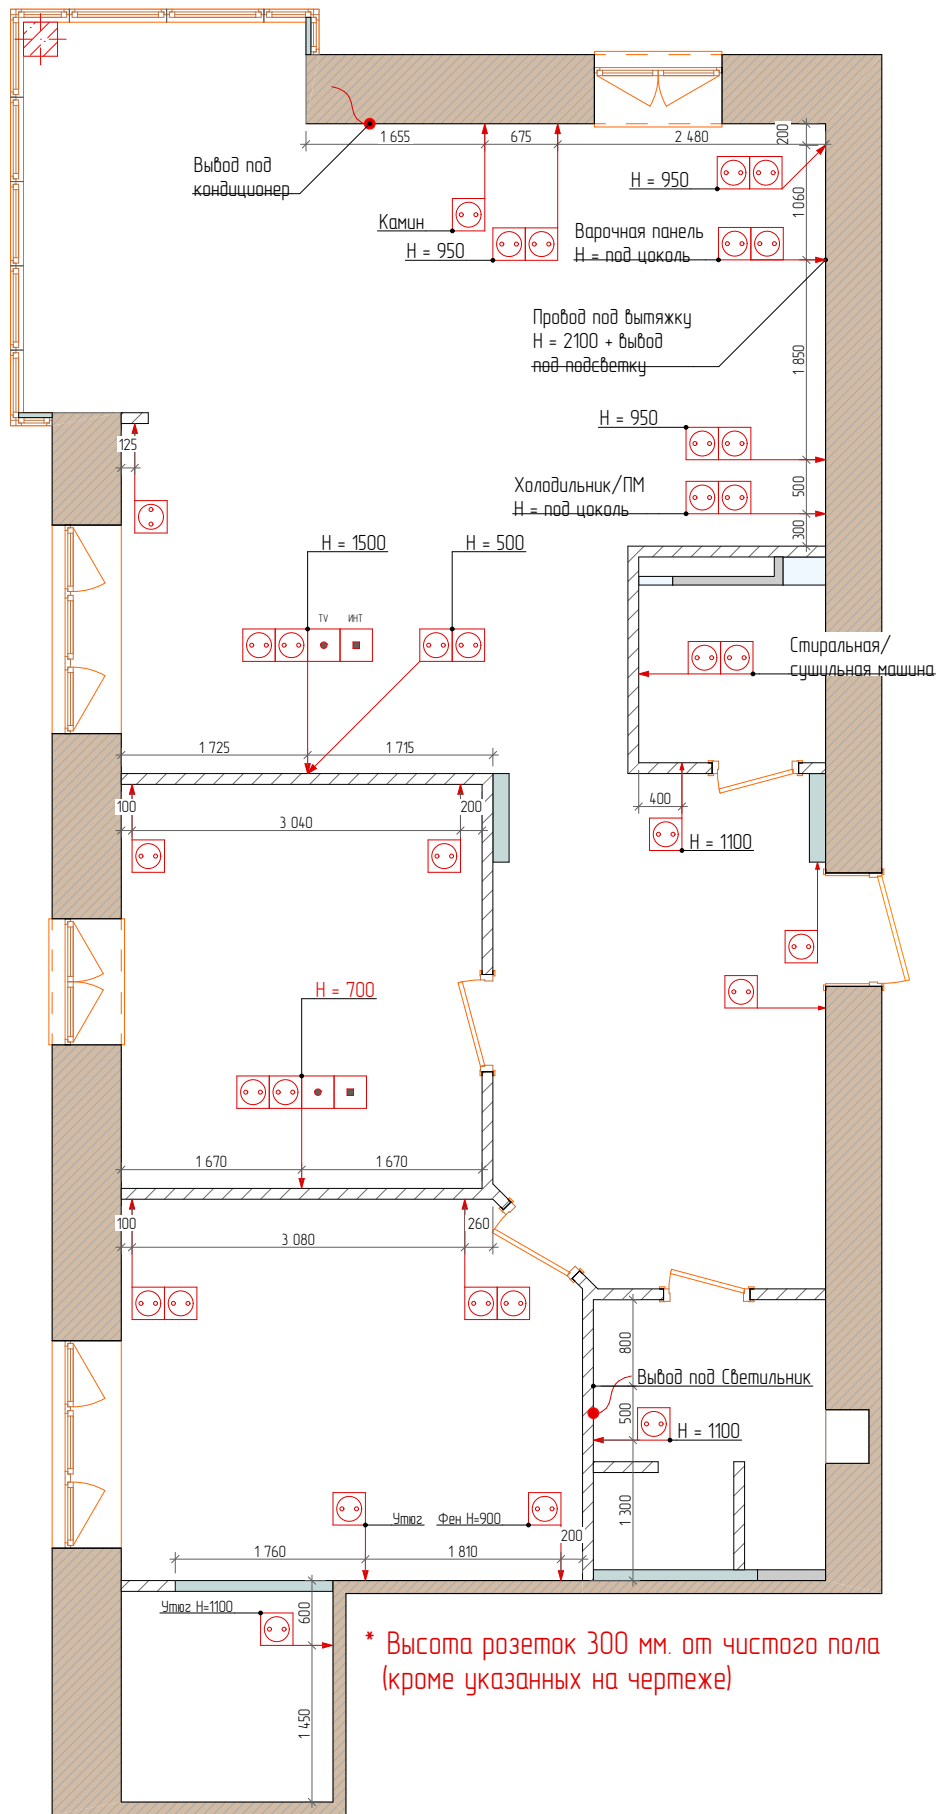 1 655
675
2 480
200
Вывод под
кондиционер
H = 950
1 060
Камин
H = 950
Варочная панель
H = под цоколь
Провод под вытяжку
H = 2100 + вывод
под подсветку
1 850
H = 950
125
Холодильник/ПМ
H = под цоколь
500
300
H = 1500
H = 500
TV
ИНТ
Стиральная/
сушильная машина
1 725
1 715
100
3 040
200
400
H = 1100
H = 700
1 670
1 670
100
3 080
260
800
Вывод под Светильник
500
H = 1100
1 300
Утюг
Фен H=900
200
1 760
1 810
Утюг H=1100
600
1 450
* Высота розеток 300 мм. от чистого пола
(кроме указанных на чертеже)